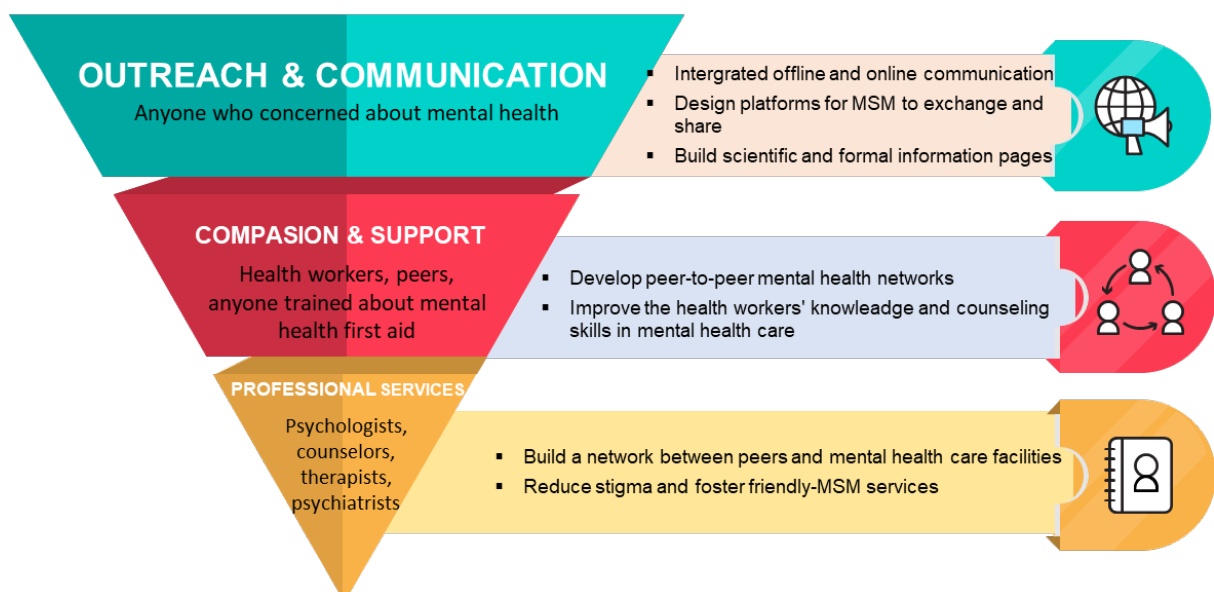 OUTREACH & COMMUNICATION
Anyone who concerned about mental health
▪ Intergrated offline and online communication
▪ Design platforms for MSM to exchange and
share
▪ Build scientific and formal information pages
COMPASION & SUPPORT
Health workers, peers,
anyone trained about mental
health first aid
▪ Develop peer-to-peer mental health networks
▪ Improve the health workers' knowleadge and counseling
skills in mental health care
PROFESSIONAL SERVICES
Psychologists,
counselors,
therapists,
psychiatrists
▪ Build a network between peers and mental health care facilities
▪ Reduce stigma and foster friendly-MSM services